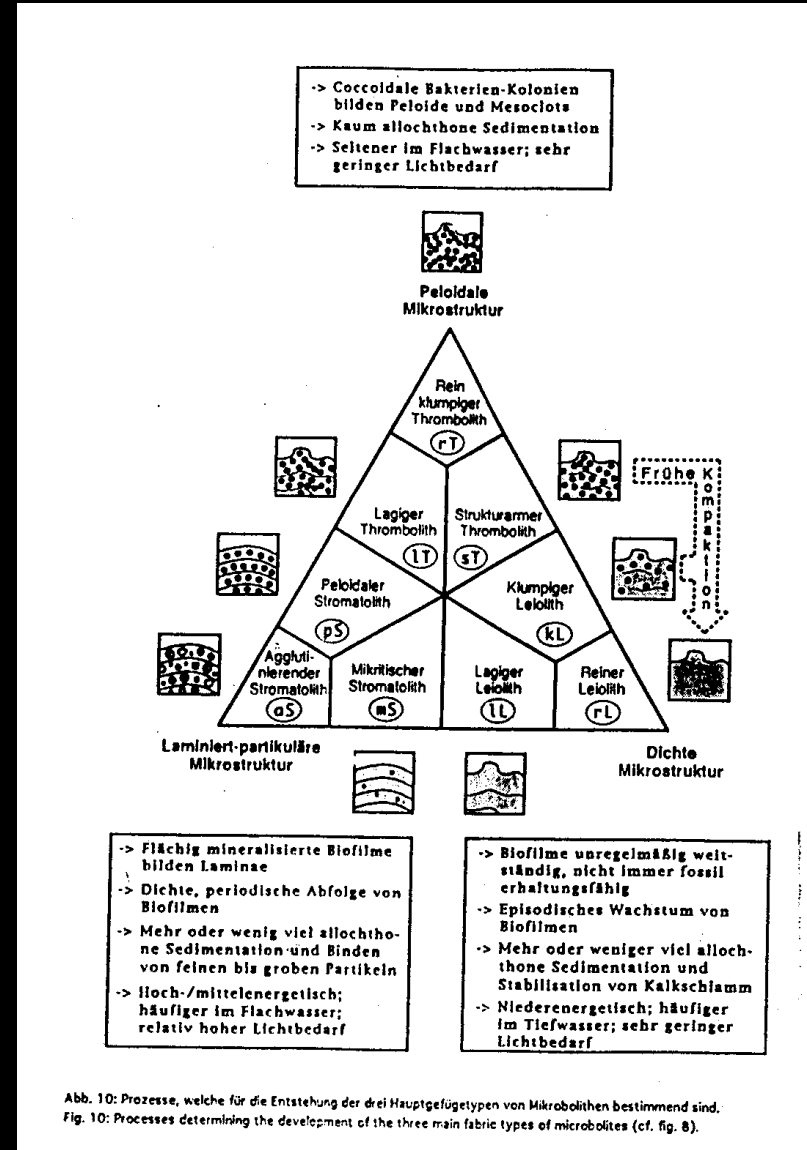 -> Coccoidale Bakterien-Kolonien
bilden Peloide und Mesoclots
-> Kaum allochthone Sedimentation
-> Seltener im Flachwasser; sehr
geringer Lichtbedarf
Peloidale
Mikrostruktur
Rein
klumpiger
Thrombolith
rT
Frühe
Kompaktion
Lagiger
Thrombolith
lT
Strukturarmer
Thrombolith
sT
Peloidaler
Stromatolith
pS
Klumpiger
Leiolith
kL
Aggluti-
nierender
Stromatolith
aS
Mikritischer
Stromatolith
mS
Lagiger
Leiolith
lL
Reiner
Leiolith
rL
Laminiert-partikuläre
Mikrostruktur
Dichte
Mikrostruktur
-> Flächig mineralisierte Biofilme
bilden Laminae
-> Dichte, periodische Abfolge von
Biofilmen
-> Mehr oder wenig viel allochtho-
ne Sedimentation und Binden
von feinen bis groben Partikeln
-> Hoch-/mittelenergetisch;
häufiger im Flachwasser;
relativ hoher Lichtbedarf
-> Biofilme unregelmäßig weit-
ständig, nicht immer fossil
erhaltungsfähig
-> Episodisches Wachstum von
Biofilmen
-> Mehr oder weniger viel alloch-
thone Sedimentation und
Stabilisation von Kalkschlamm
-> Niederenergetisch; häufiger
im Tiefwasser; sehr geringer
Lichtbedarf
Abb. 10: Prozesse, welche für die Entstehung der drei Hauptgefügetypen von Mikrobolithen bestimmend sind.
Fig. 10: Processes determining the development of the three main fabric types of microbolites (cf. fig. 8).